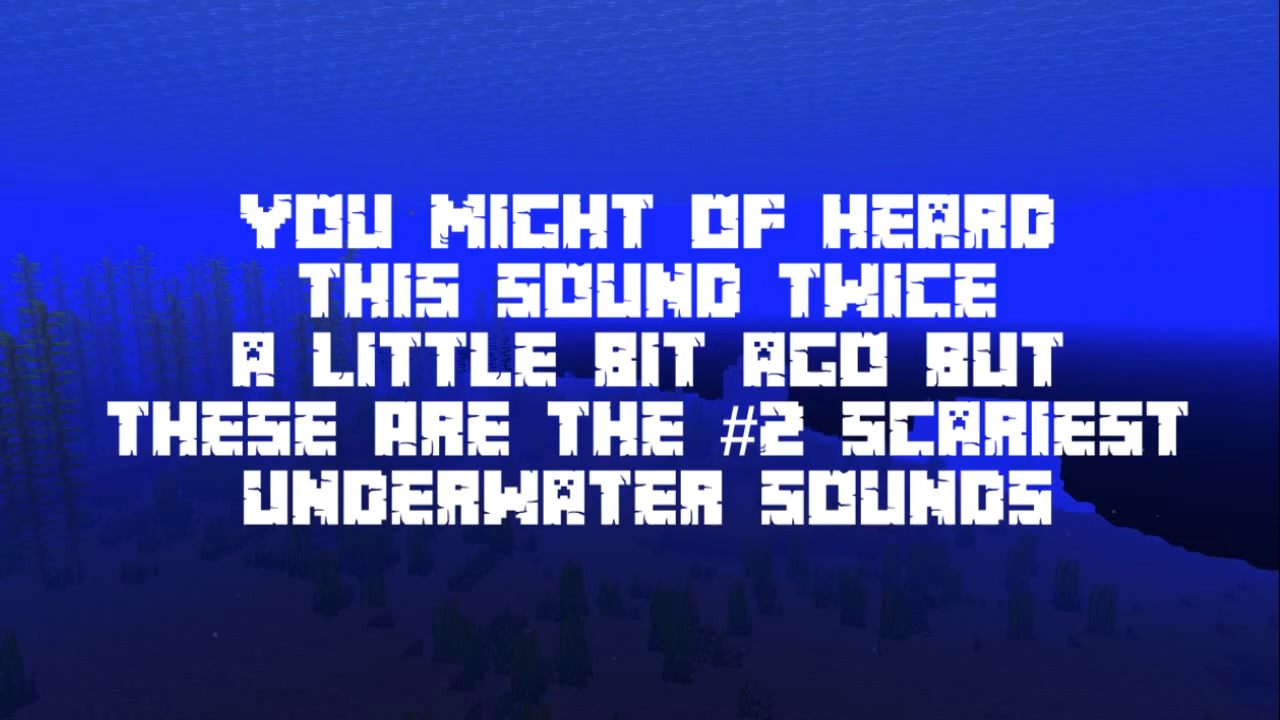 YOU MIGHT OF HEARD
THIS SOUND TWICE
A LITTLE BIT AGO BUT
THESE ARE THE #2 SCARIEST
UNDERWATER SOUNDS